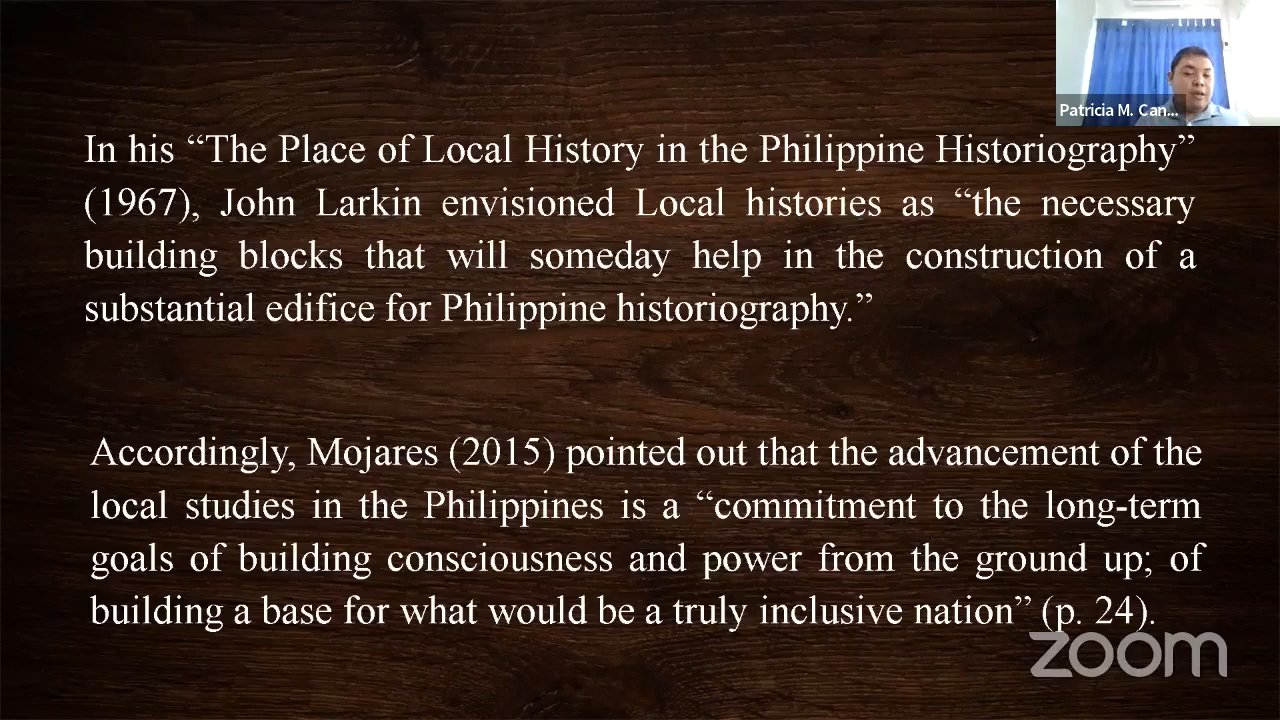 Patricia M. Can...
In his “The Place of Local History in the Philippine Historiography”
(1967), John Larkin envisioned Local histories as “the necessary
building blocks that will someday help in the construction of a
substantial edifice for Philippine historiography.”
Accordingly, Mojares (2015) pointed out that the advancement of the
local studies in the Philippines is a “commitment to the long-term
goals of building consciousness and power from the ground up; of
building a base for what would be a truly inclusive nation” (p. 24).
zoom